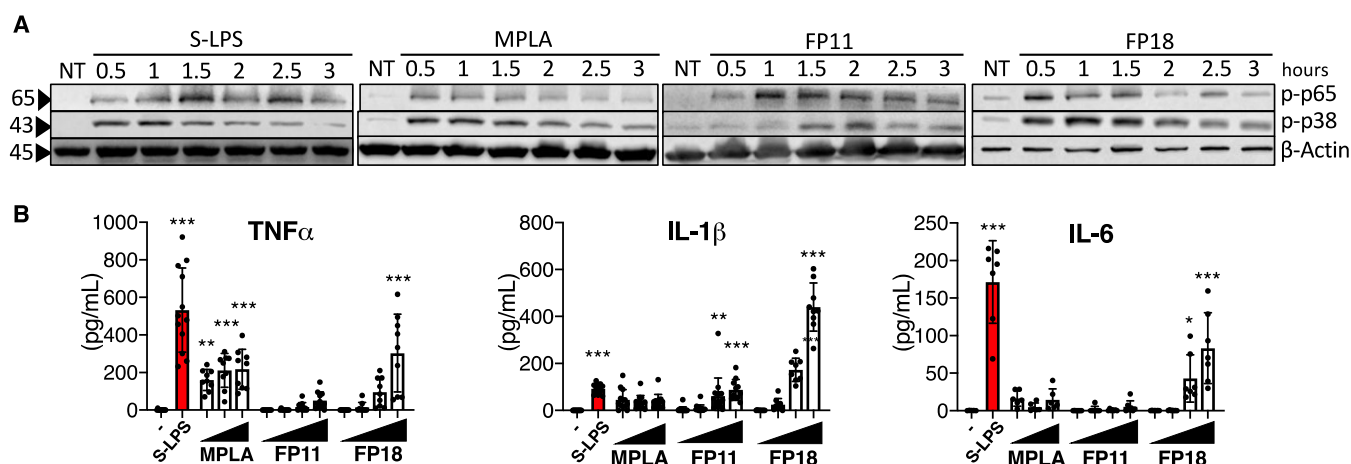 A
S-LPS MPLA FP11 FP18
NT 0.5 1 1.5 2 2.5 3 NT 0.5 1 1.5 2 2.5 3 NT 0.5 1 1.5 2 2.5 3 NT 0.5 1 1.5 2 2.5 3 hours
65 p-p65
43 p-p38
45 β-Actin
B
TNFα
(pg/mL)
1000
800
600
400
200
0
***
**
***
***
***
- S-LPS MPLA FP11 FP18
IL-1β
(pg/mL)
800
600
400
200
0
***
**
***
***
***
- S-LPS MPLA FP11 FP18
IL-6
(pg/mL)
250
200
150
100
50
0
***
*
***
- S-LPS MPLA FP11 FP18